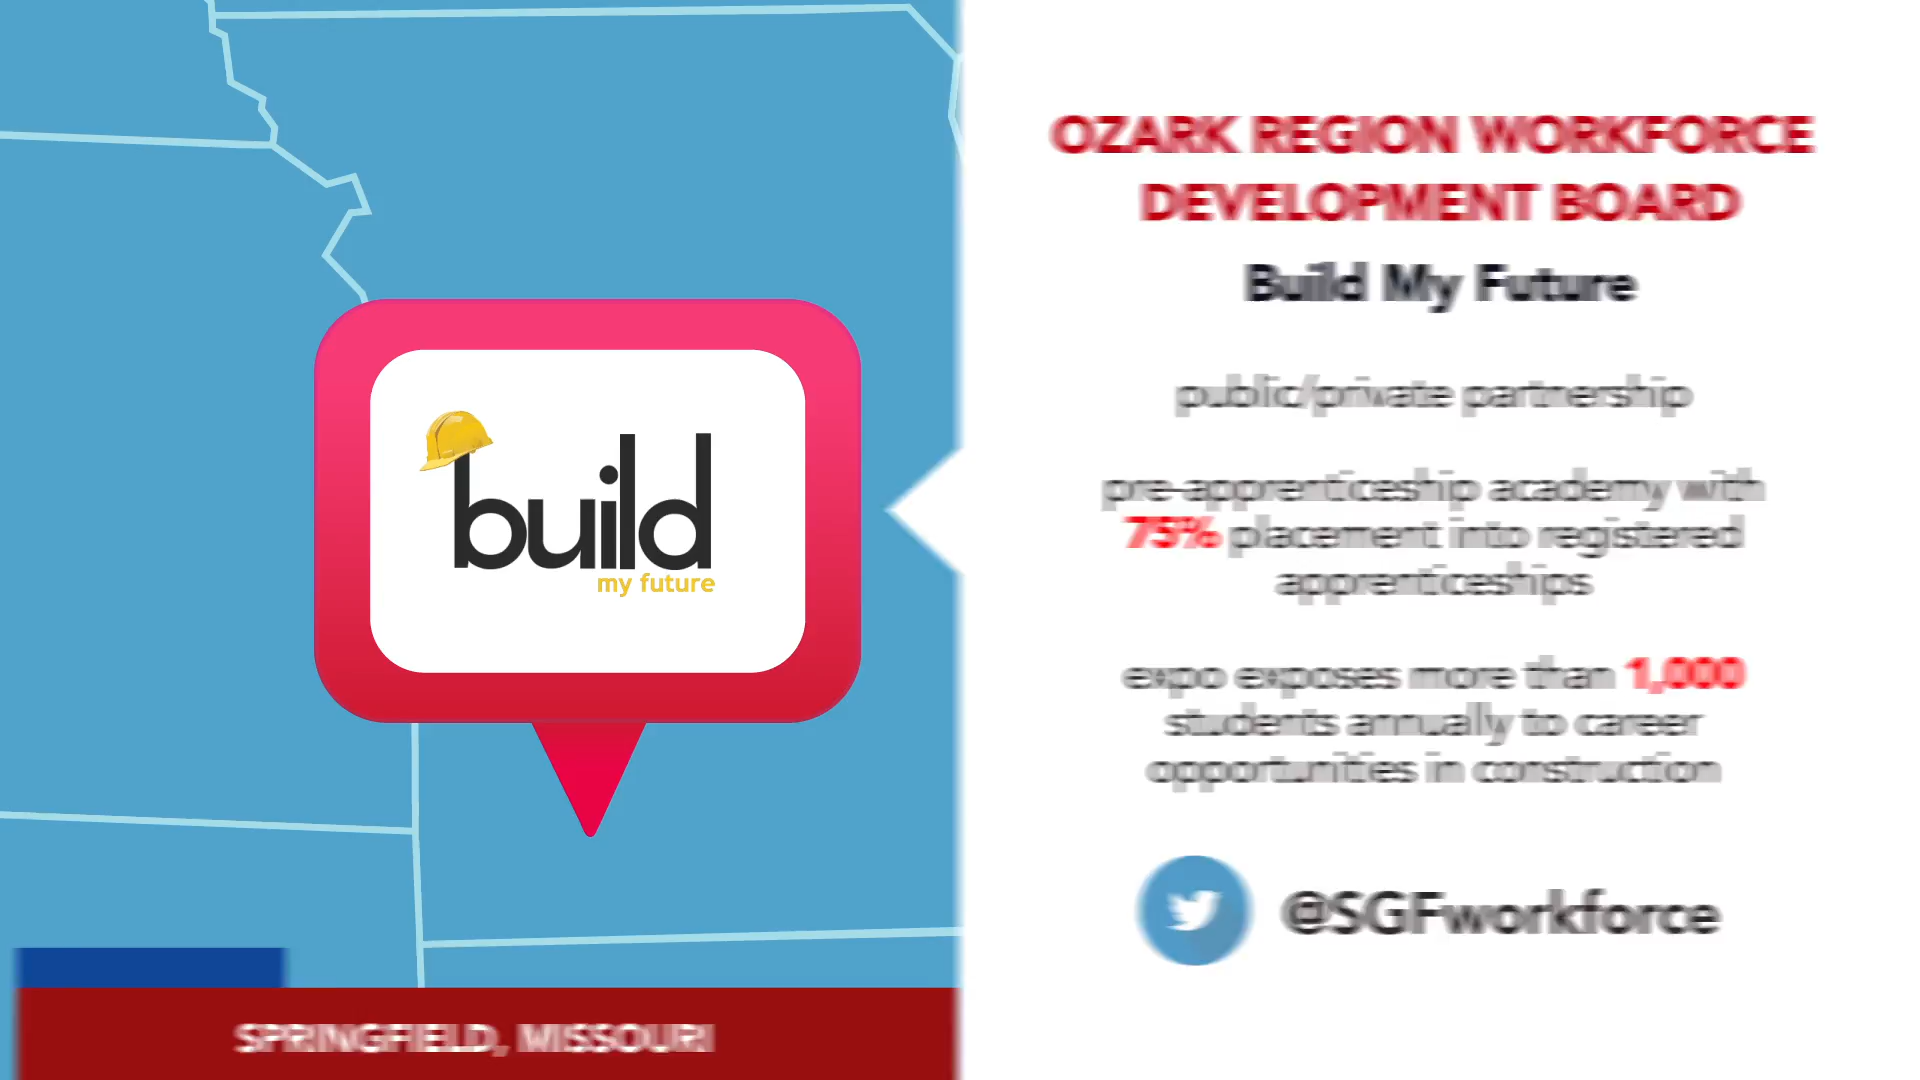 build
my future
SPRINGFIELD, MISSOURI
OZARK REGION WORKFORCE
DEVELOPMENT BOARD
Build My Future
public/private partnership
pre-apprenticeship academy with
75% placement into registered
apprenticeships
expo exposes more than 1,000
students annually to career
opportunities in construction
@SGFworkforce